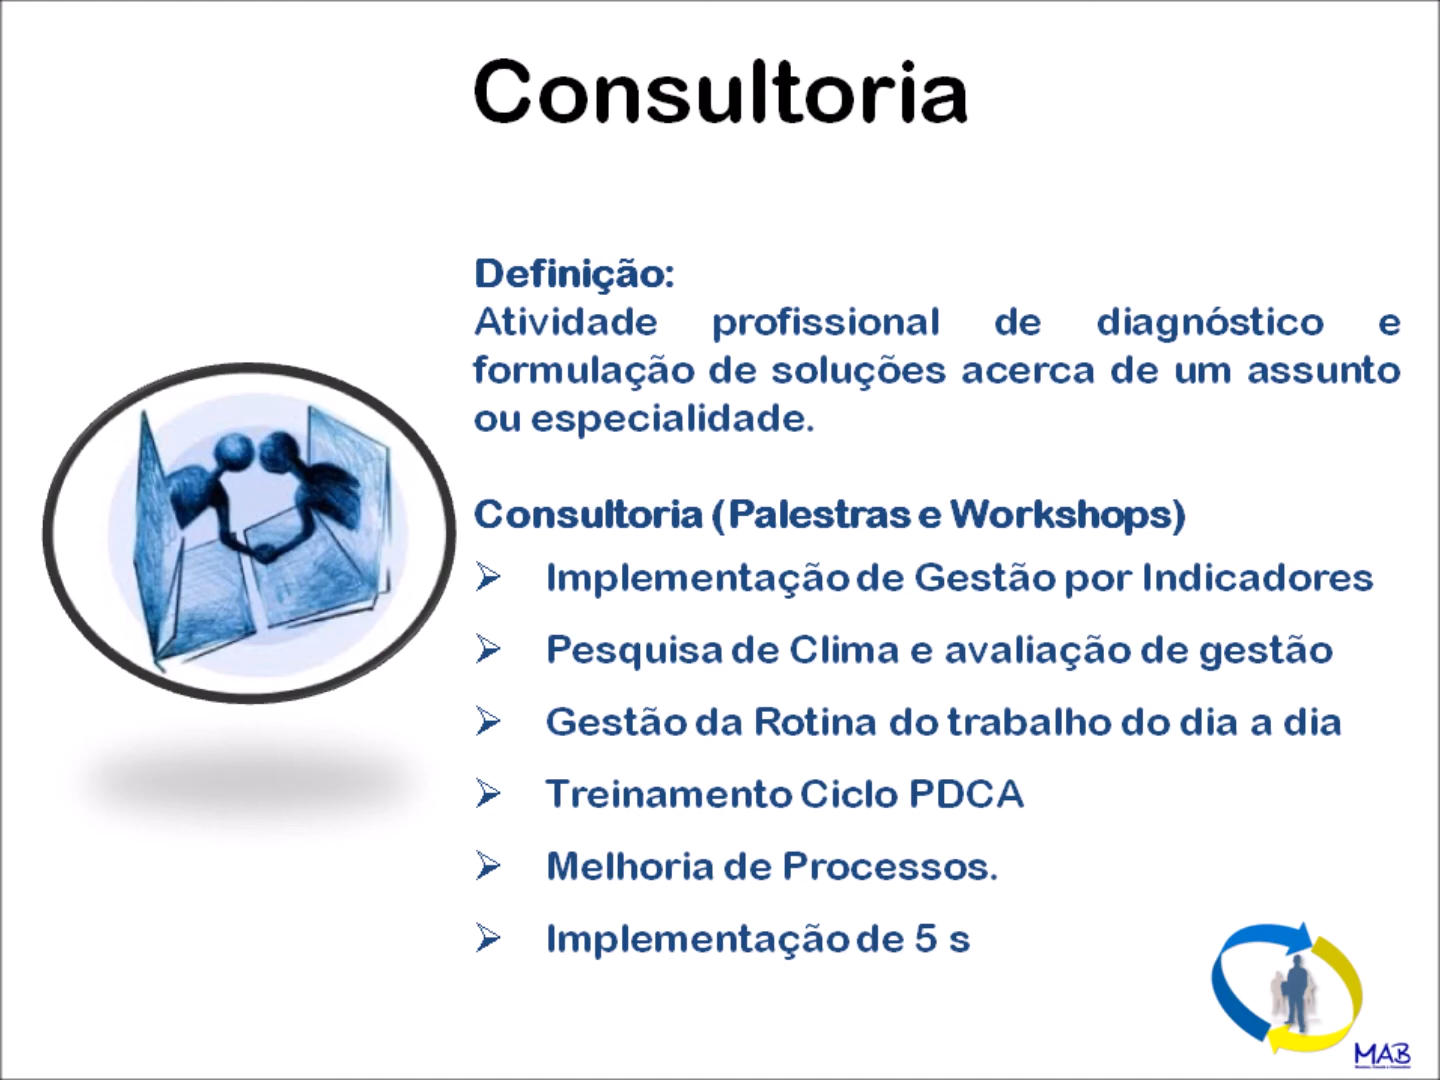 Consultoria
Definição:
Atividade profissional de diagnóstico e
formulação de soluções acerca de um assunto
ou especialidade.
Consultoria (Palestras e Workshops)
Implementação de Gestão por Indicadores
Pesquisa de Clima e avaliação de gestão
Gestão da Rotina do trabalho do dia a dia
Treinamento Ciclo PDCA
Melhoria de Processos.
Implementação de 5 s
MAB